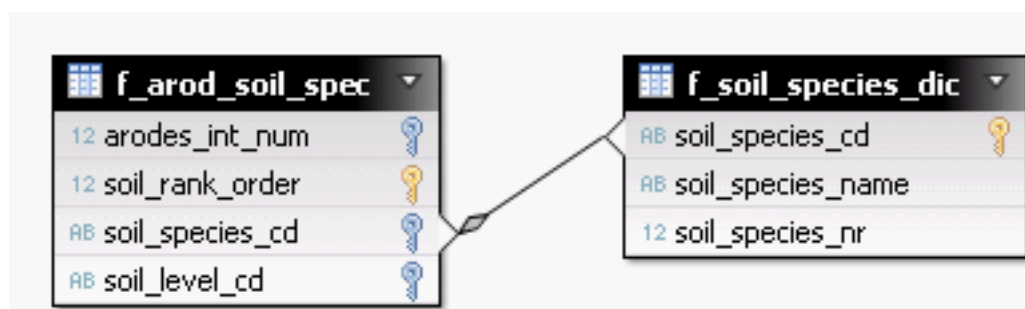 f_arod_soil_spec
12 arodes_int_num
12 soil_rank_order
AB soil_species_cd
AB soil_level_cd
f_soil_species_dic
AB soil_species_cd
AB soil_species_name
12 soil_species_nr